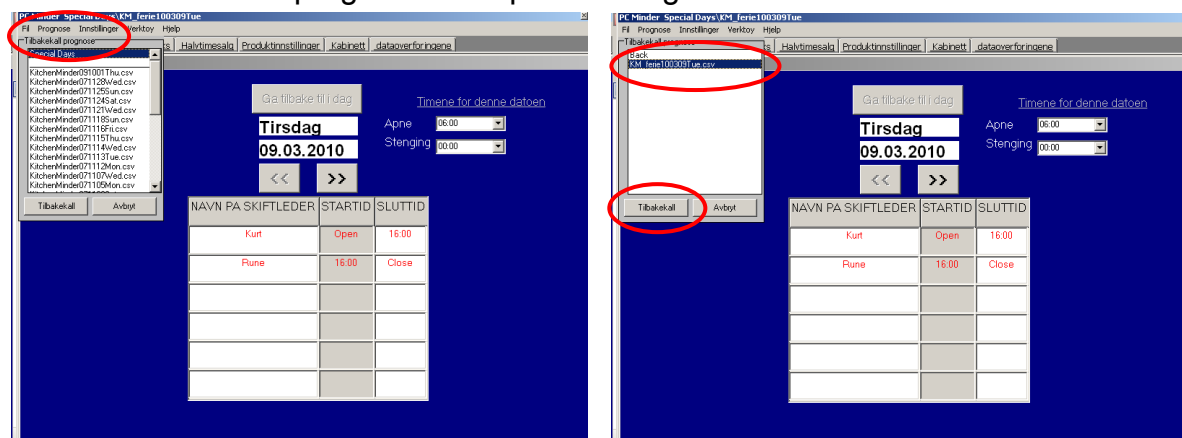 PC Minder Special Days\KM_ferie100309Tue
Fil Prognose Innstillinger Verktoy Hjelp
Tilbakekall prognose
Halvtimesalg Produktinnstillinger Kabinett dataoverforingene
Special Days
KitchenMinder091001Thu.csv
KitchenMinder071128Wed.csv
KitchenMinder071125Sun.csv
KitchenMinder071124Sat.csv
KitchenMinder071121Wed.csv
KitchenMinder071118Sun.csv
KitchenMinder071116Fri.csv
KitchenMinder071115Thu.csv
KitchenMinder071114Wed.csv
KitchenMinder071113Tue.csv
KitchenMinder071112Mon.csv
KitchenMinder071107Wed.csv
KitchenMinder071105Mon.csv
Tilbakekall Avbryt
Ga tilbake til i dag
Timene for denne datoen
Tirsdag
Apne 06:00
09.03.2010
Stenging 00:00
<< >>
NAVN PA SKIFTLEDER STARTID SLUTTID
Kurt Open 16:00
Rune 16:00 Close
PC Minder Special Days\KM_ferie100309Tue
Fil Prognose Innstillinger Verktoy Hjelp
Tilbakekall prognose
Halvtimesalg Produktinnstillinger Kabinett dataoverforingene
Back
KM_ferie100309Tue.csv
Tilbakekall Avbryt
Ga tilbake til i dag
Timene for denne datoen
Tirsdag
Apne 06:00
09.03.2010
Stenging 00:00
<< >>
NAVN PA SKIFTLEDER STARTID SLUTTID
Kurt Open 16:00
Rune 16:00 Close